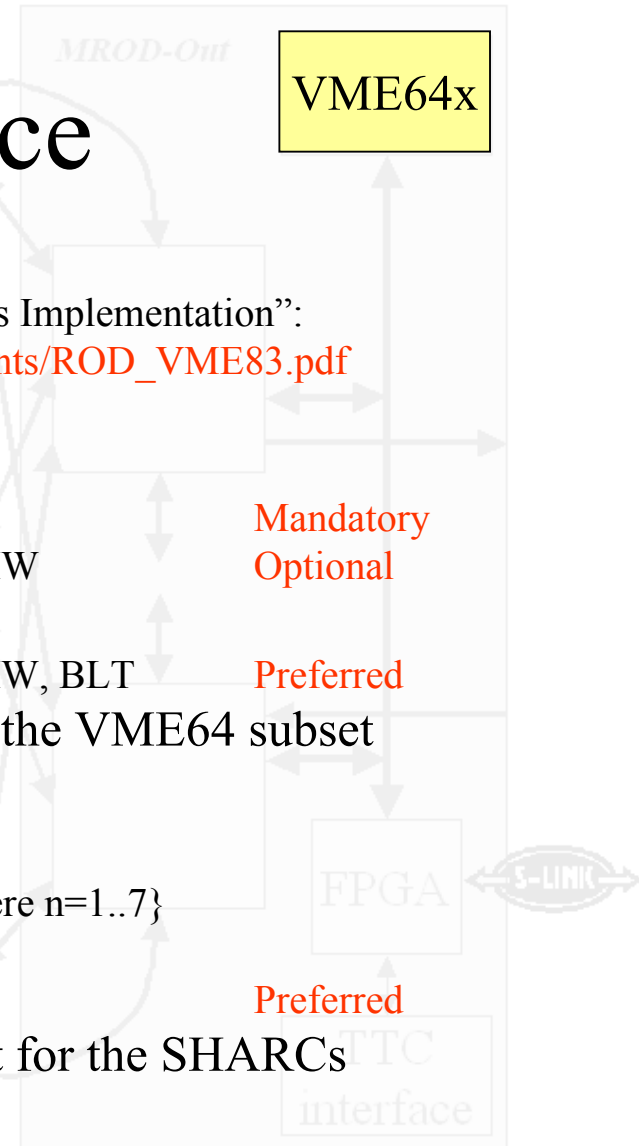 MROD-Out
VME64x
ce
s Implementation”:
nts/ROD_VME83.pdf
Mandatory
W Optional
W, BLT Preferred
the VME64 subset
FPGA
S-LINK
ere n=1..7}
Preferred
t for the SHARCs
TTC
interface